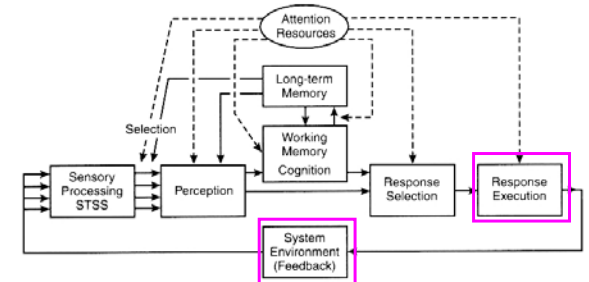 Attention
Resources
Long-term
Memory
Selection
Working
Memory
Cognition
Sensory
Processing
STSS
Perception
Response
Selection
Response
Execution
System
Environment
(Feedback)